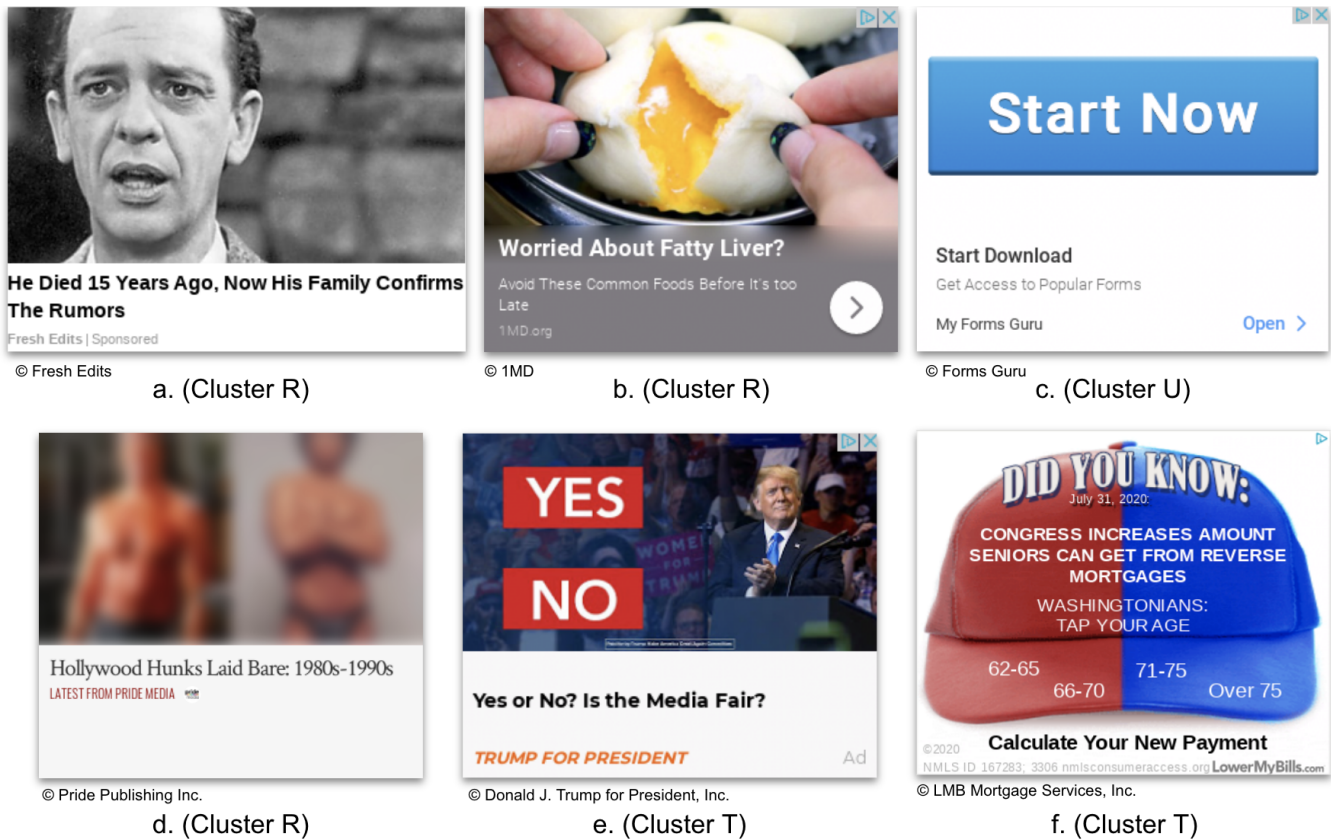 He Died 15 Years Ago, Now His Family Confirms
The Rumors
Fresh Edits | Sponsored
© Fresh Edits
a. (Cluster R)
Worried About Fatty Liver?
Avoid These Common Foods Before It's too
Late
1MD.org
© 1MD
b. (Cluster R)
Start Now
Start Download
Get Access to Popular Forms
My Forms Guru
Open
© Forms Guru
c. (Cluster U)
Hollywood Hunks Laid Bare: 1980s-1990s
LATEST FROM PRIDE MEDIA
© Pride Publishing Inc.
d. (Cluster R)
YES
NO
WOMEN
FOR
TRUMP
Yes or No? Is the Media Fair?
TRUMP FOR PRESIDENT
Ad
© Donald J. Trump for President, Inc.
e. (Cluster T)
DID YOU KNOW:
July 31, 2020:
CONGRESS INCREASES AMOUNT
SENIORS CAN GET FROM REVERSE
MORTGAGES
WASHINGTONIANS:
TAP YOUR AGE
62-65
71-75
66-70
Over 75
©2020
Calculate Your New Payment
NMLS ID 167283; 3306 nmlsconsumeraccess.org LowerMyBills.com
© LMB Mortgage Services, Inc.
f. (Cluster T)